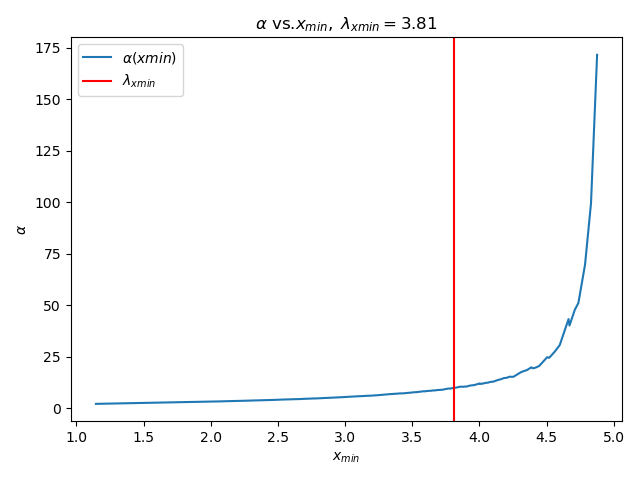 α vs.x_min, λ_xmin = 3.81
α(xmin)
λ_xmin
α
175
150
125
100
75
50
25
0
1.0 1.5 2.0 2.5 3.0 3.5 4.0 4.5 5.0
x_min